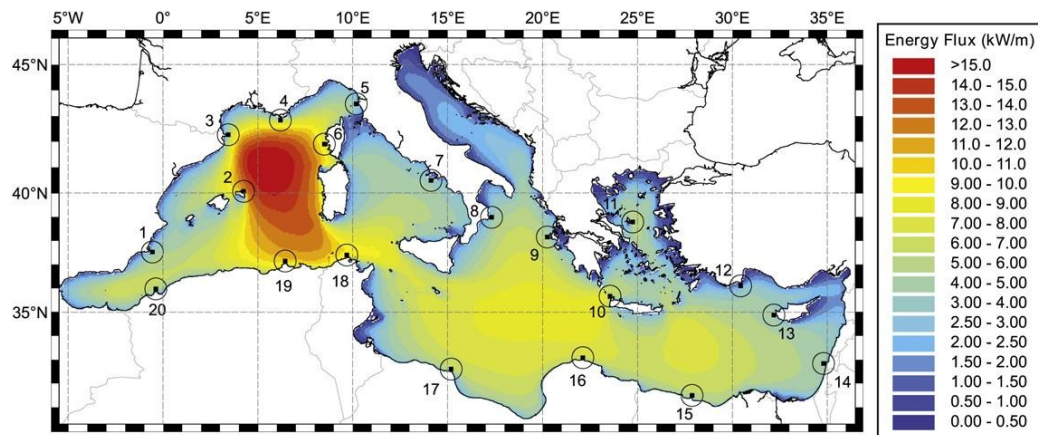 5°W 0° 5°E 10°E 15°E 20°E 25°E 30°E 35°E
45°N
40°N
35°N
1
2
3
4
5
6
7
8
9
10
11
12
13
14
15
16
17
18
19
20
Energy Flux (kW/m)
>15.0
14.0 - 15.0
13.0 - 14.0
12.0 - 13.0
11.0 - 12.0
10.0 - 11.0
9.00 - 10.0
8.00 - 9.00
7.00 - 8.00
6.00 - 7.00
5.00 - 6.00
4.00 - 5.00
3.00 - 4.00
2.50 - 3.00
2.00 - 2.50
1.50 - 2.00
1.00 - 1.50
0.50 - 1.00
0.00 - 0.50